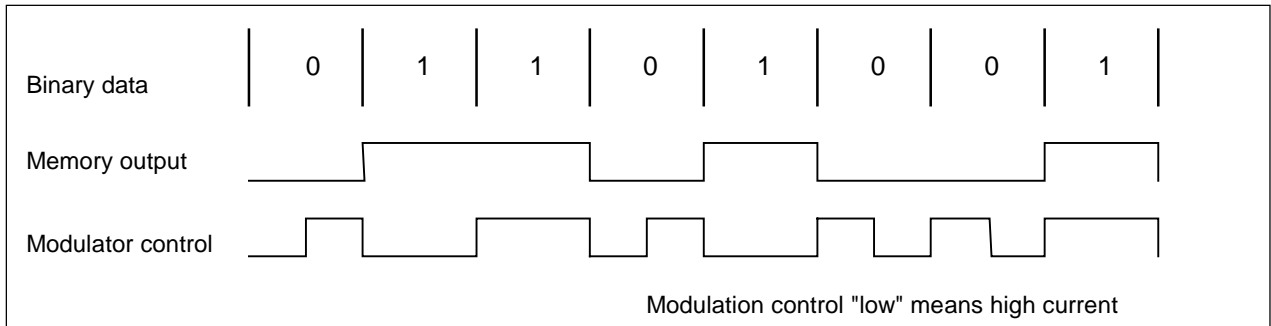 0 1 1 0 1 0 0 1
Binary data
Memory output
Modulator control
Modulation control "low" means high current